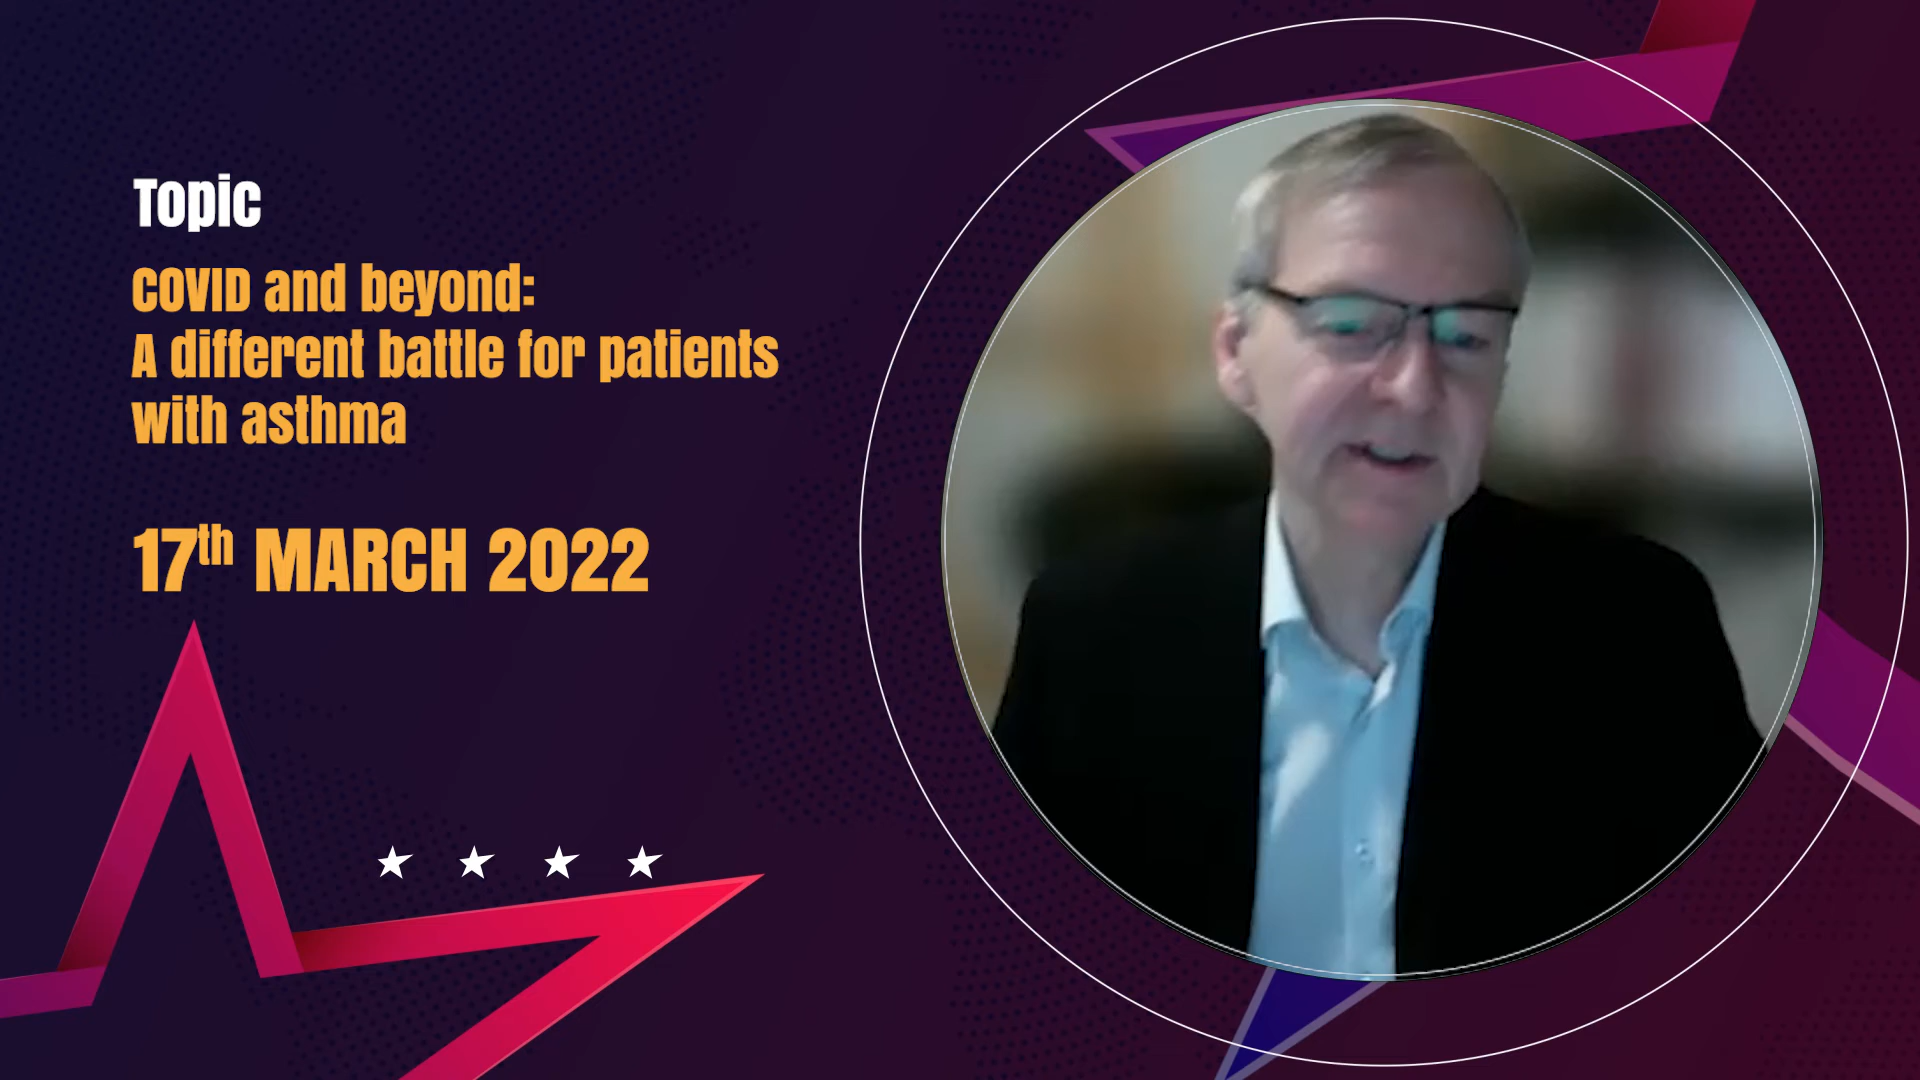 Topic
COVID and beyond:
A different battle for patients
with asthma
17th MARCH 2022